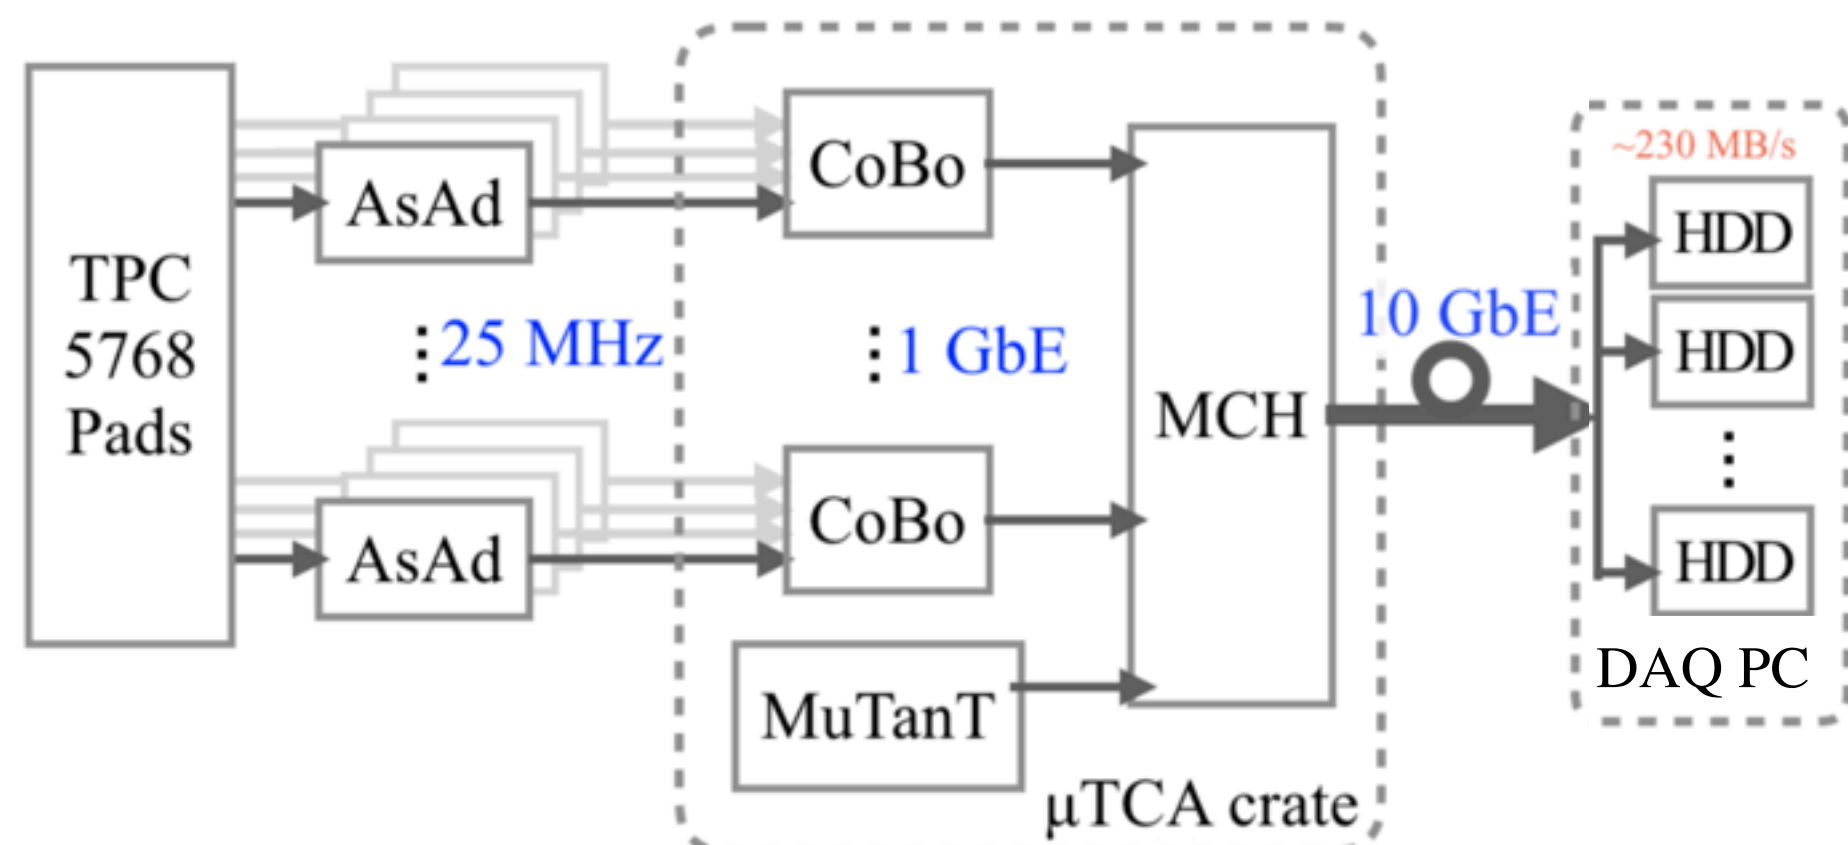 TPC
5768
Pads
AsAd
25 MHz
AsAd
CoBo
1 GbE
CoBo
MuTanT
MCH
μTCA crate
10 GbE
~230 MB/s
HDD
HDD
HDD
DAQ PC